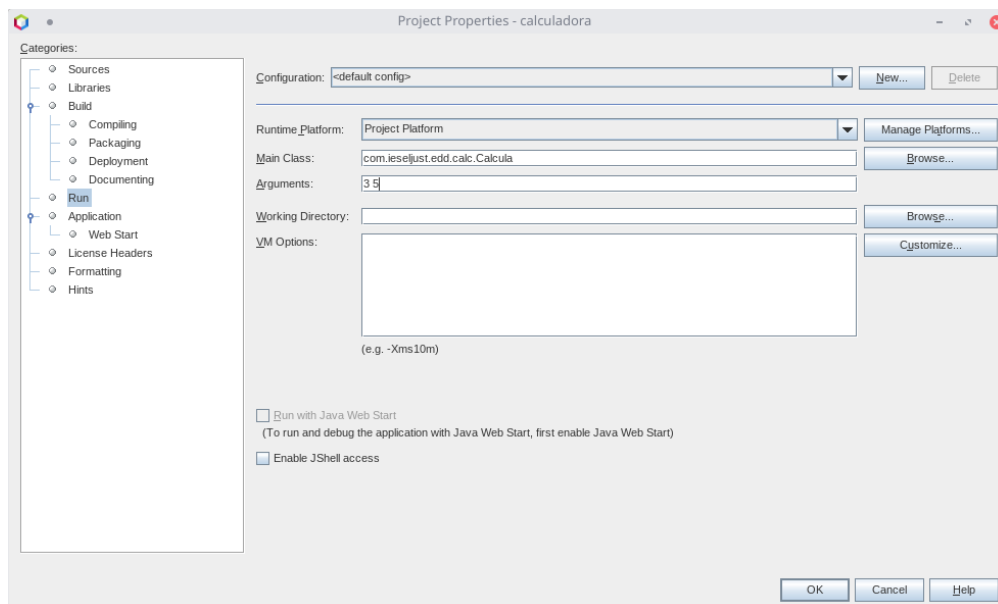 Project Properties - calculadora
Categories:
Sources
Libraries
Build
Compiling
Packaging
Deployment
Documenting
Run
Application
Web Start
License Headers
Formatting
Hints
Configuration: <default config> New... Delete
Runtime Platform: Project Platform Manage Platforms...
Main Class: com.ieseljust.edd.calc.Calcula Browse...
Arguments: 3 5
Working Directory: Browse...
VM Options: Customize...
(e.g. -Xms10m)
Run with Java Web Start
(To run and debug the application with Java Web Start, first enable Java Web Start)
Enable JShell access
OK Cancel Help